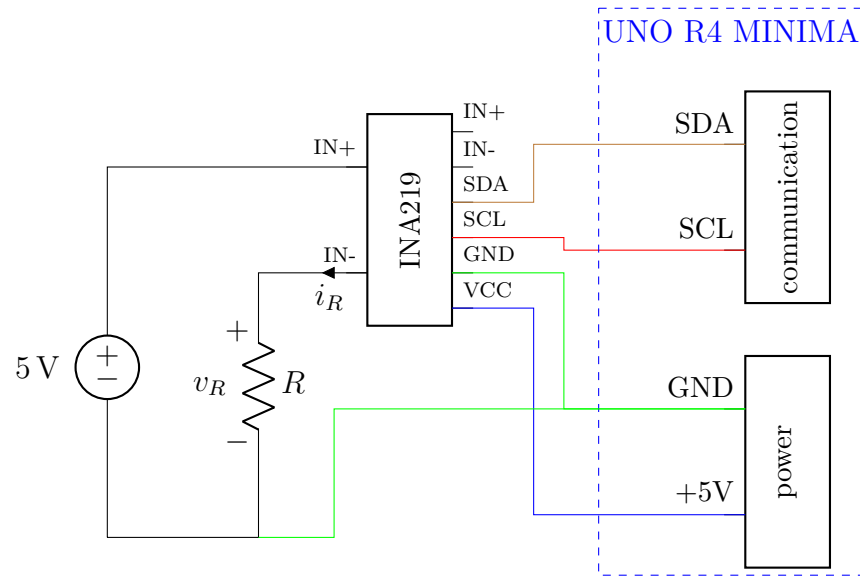 UNO R4 MINIMA
IN+
IN+
IN-
SDA
SCL
GND
VCC
IN-
INA219
SDA
SCL
communication
i_R
+
v_R
R
−
5 V
+
−
GND
+5V
power